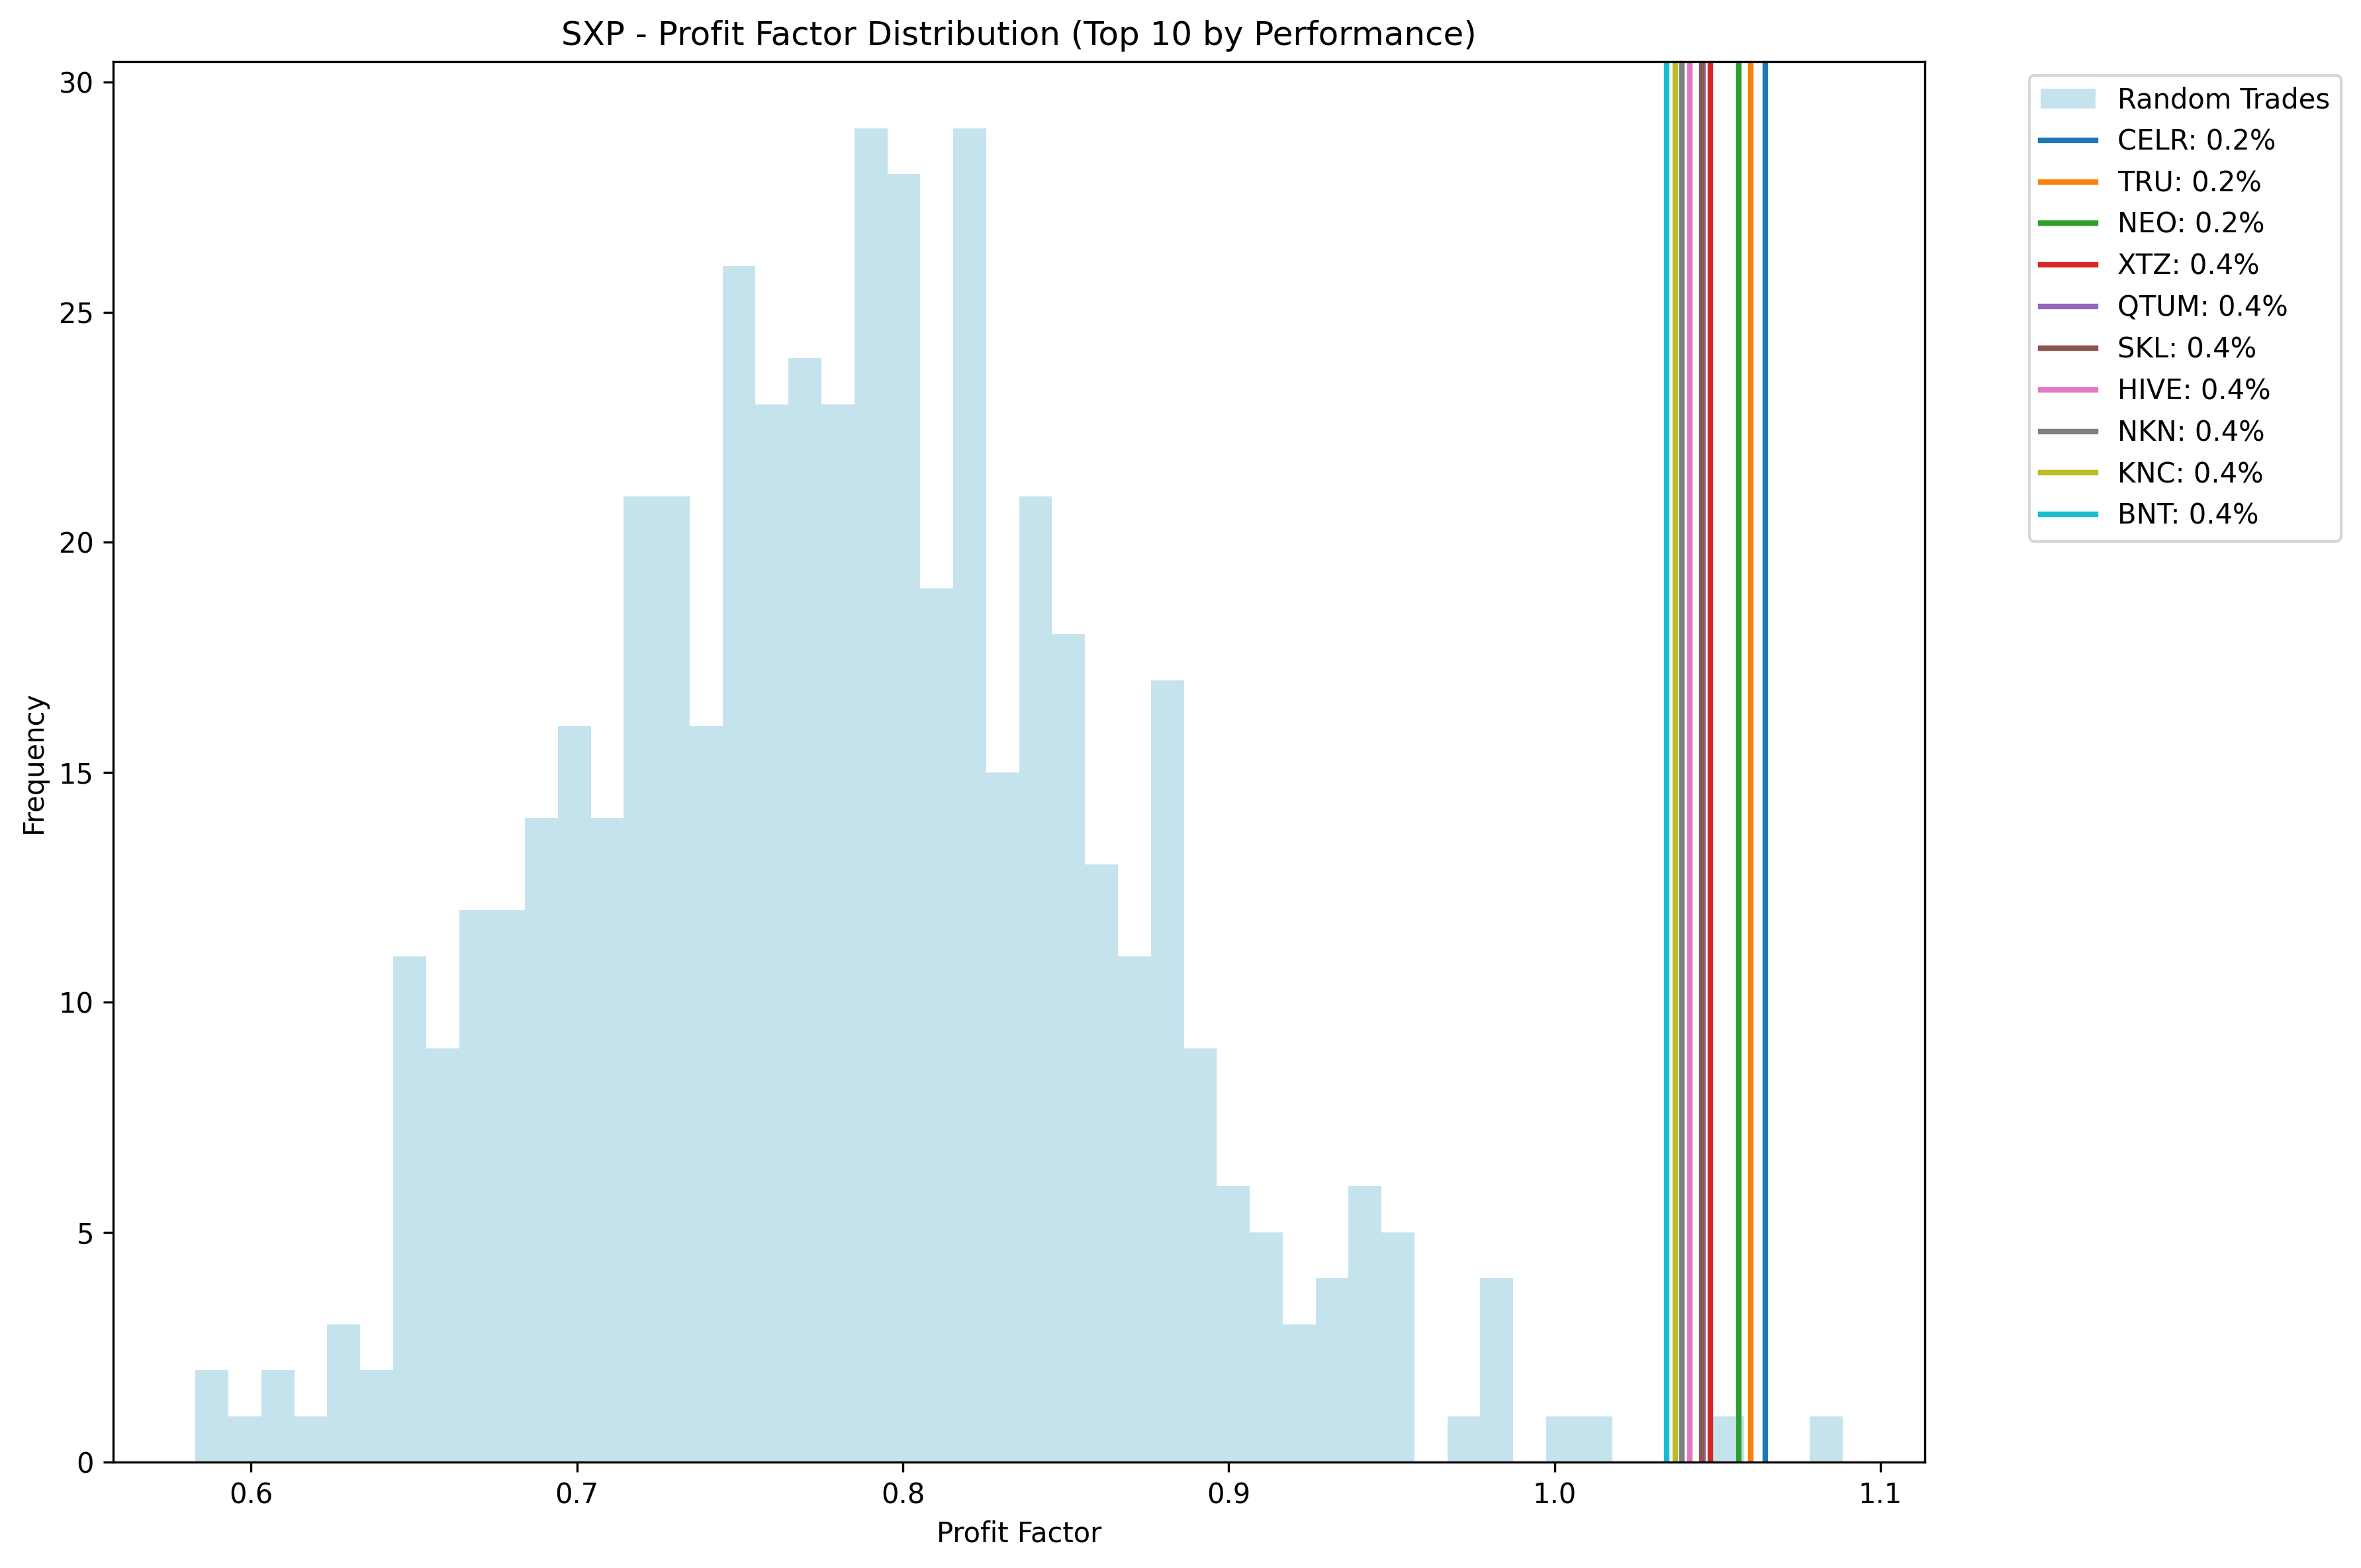 SXP - Profit Factor Distribution (Top 10 by Performance)
30
25
20
15
10
5
0
Frequency
0.6 0.7 0.8 0.9 1.0 1.1
Profit Factor
Random Trades
CELR: 0.2%
TRU: 0.2%
NEO: 0.2%
XTZ: 0.4%
QTUM: 0.4%
SKL: 0.4%
HIVE: 0.4%
NKN: 0.4%
KNC: 0.4%
BNT: 0.4%